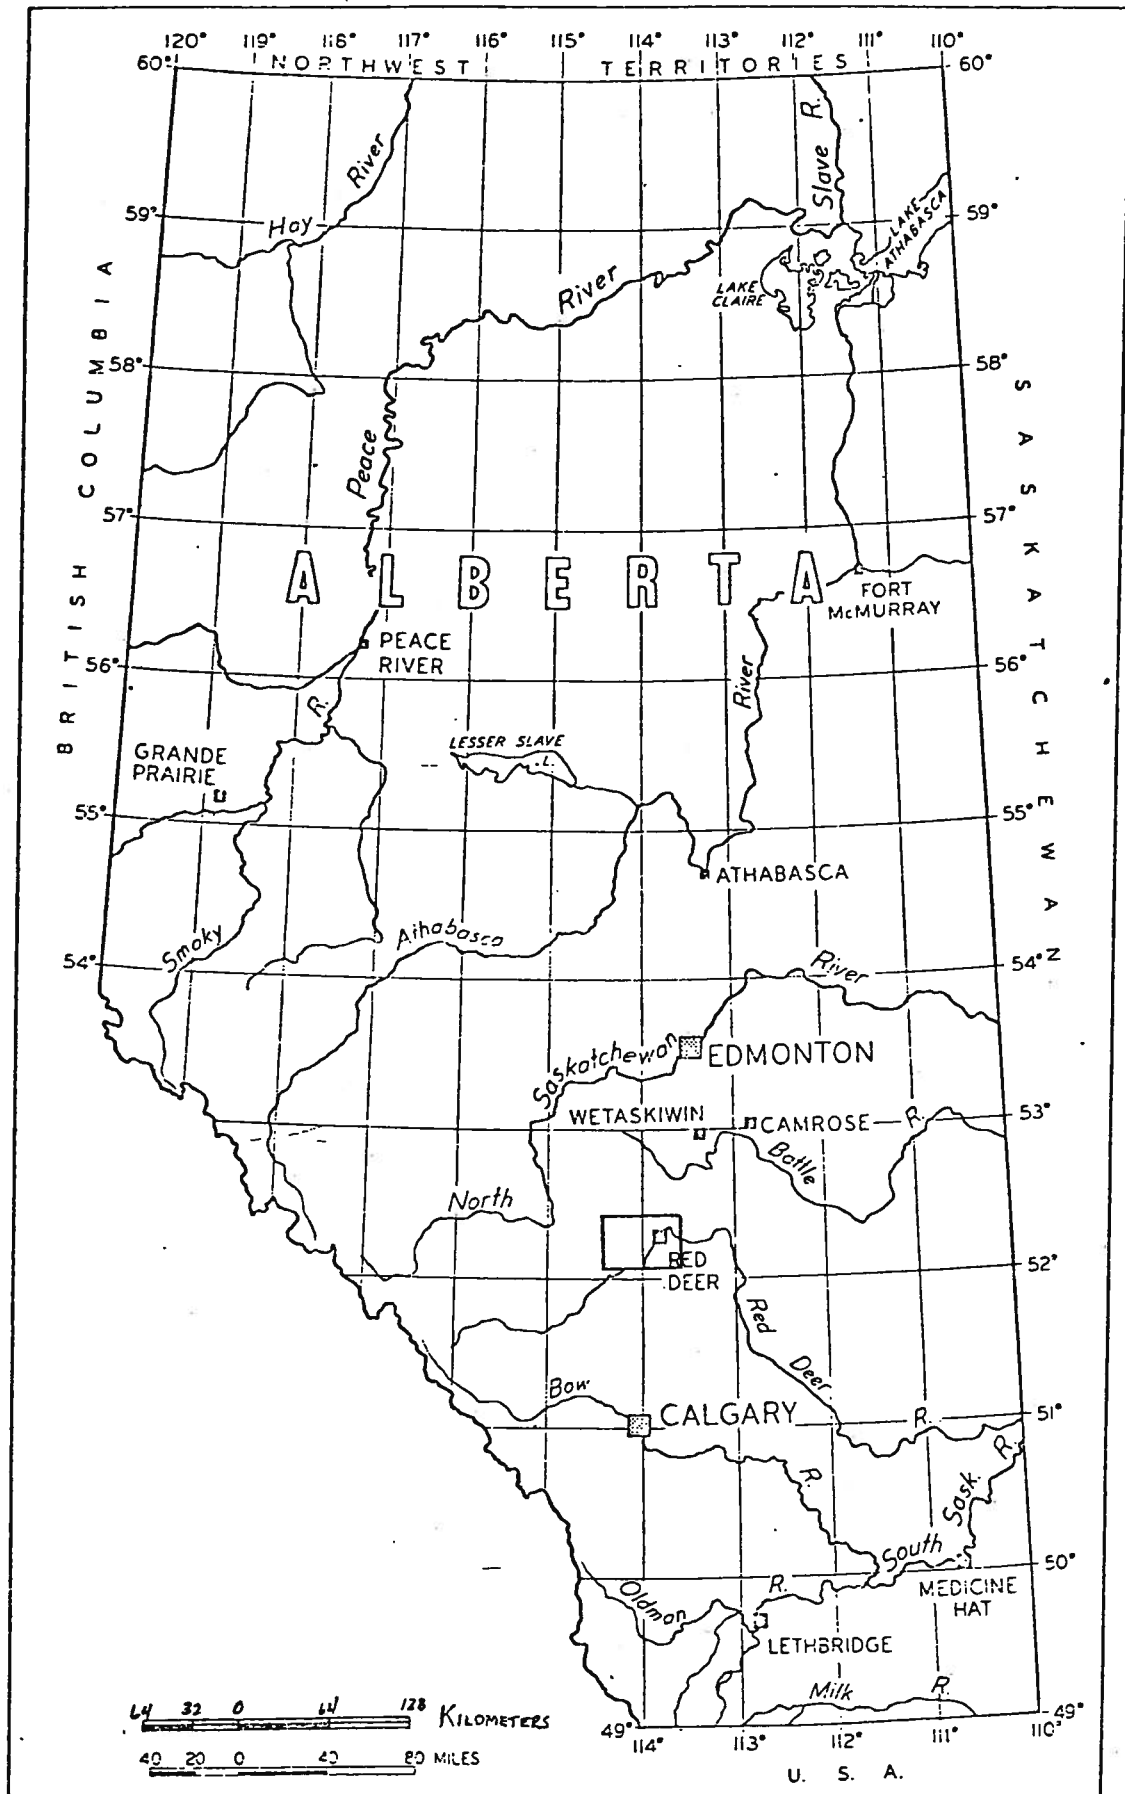 120° 119° 118° 117° 116° 115° 114° 113° 112° 111° 110°
60° NORTHWEST TERRITORIES 60°
River
Slave R.
59° Hay LAKE ATHABASCA 59°
River
LAKE
CLAIRE
BRITISH COLUMBIA
58° 58°
SASKATCHEWAN
Peace
57° 57°
ALBERTA
FORT
McMURRAY
PEACE
RIVER
56° 56°
River
R.
LESSER SLAVE
L.
GRANDE
PRAIRIE
55° 55°
ATHABASCA
Smoky
Athabasca
54° River 54°
Saskatchewan
EDMONTON
WETASKIWIN
CAMROSE R. 53°
Battle
North
RED
DEER
52°
Red
Deer
Bow
CALGARY
R. 51°
R.
R.
Sask.
South
50°
Oldman
R.
MEDICINE
HAT
LETHBRIDGE
Milk R.
64 32 0 64 128 KILOMETERS
49° 49°
114° 113° 112° 111° 110°
40 20 0 40 80 MILES
U. S. A.